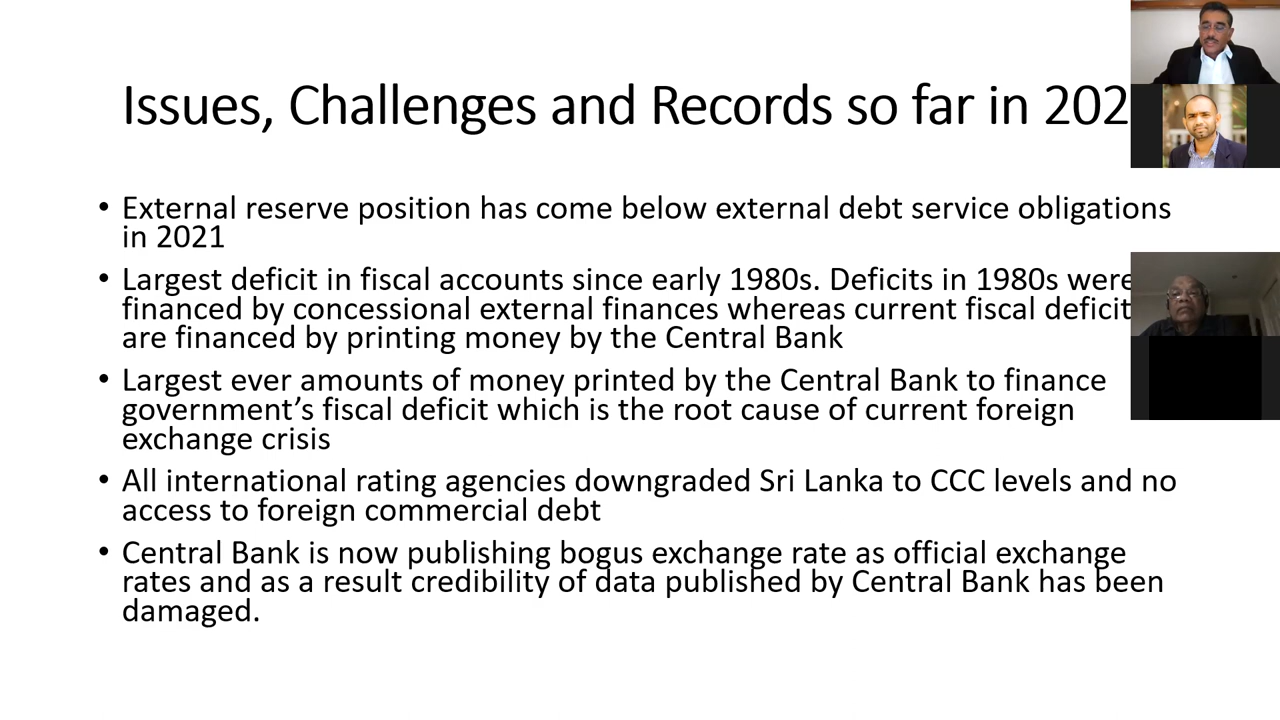 Issues, Challenges and Records so far in 202
• External reserve position has come below external debt service obligations
in 2021
• Largest deficit in fiscal accounts since early 1980s. Deficits in 1980s were
financed by concessional external finances whereas current fiscal deficit
are financed by printing money by the Central Bank
• Largest ever amounts of money printed by the Central Bank to finance
government’s fiscal deficit which is the root cause of current foreign
exchange crisis
• All international rating agencies downgraded Sri Lanka to CCC levels and no
access to foreign commercial debt
• Central Bank is now publishing bogus exchange rate as official exchange
rates and as a result credibility of data published by Central Bank has been
damaged.